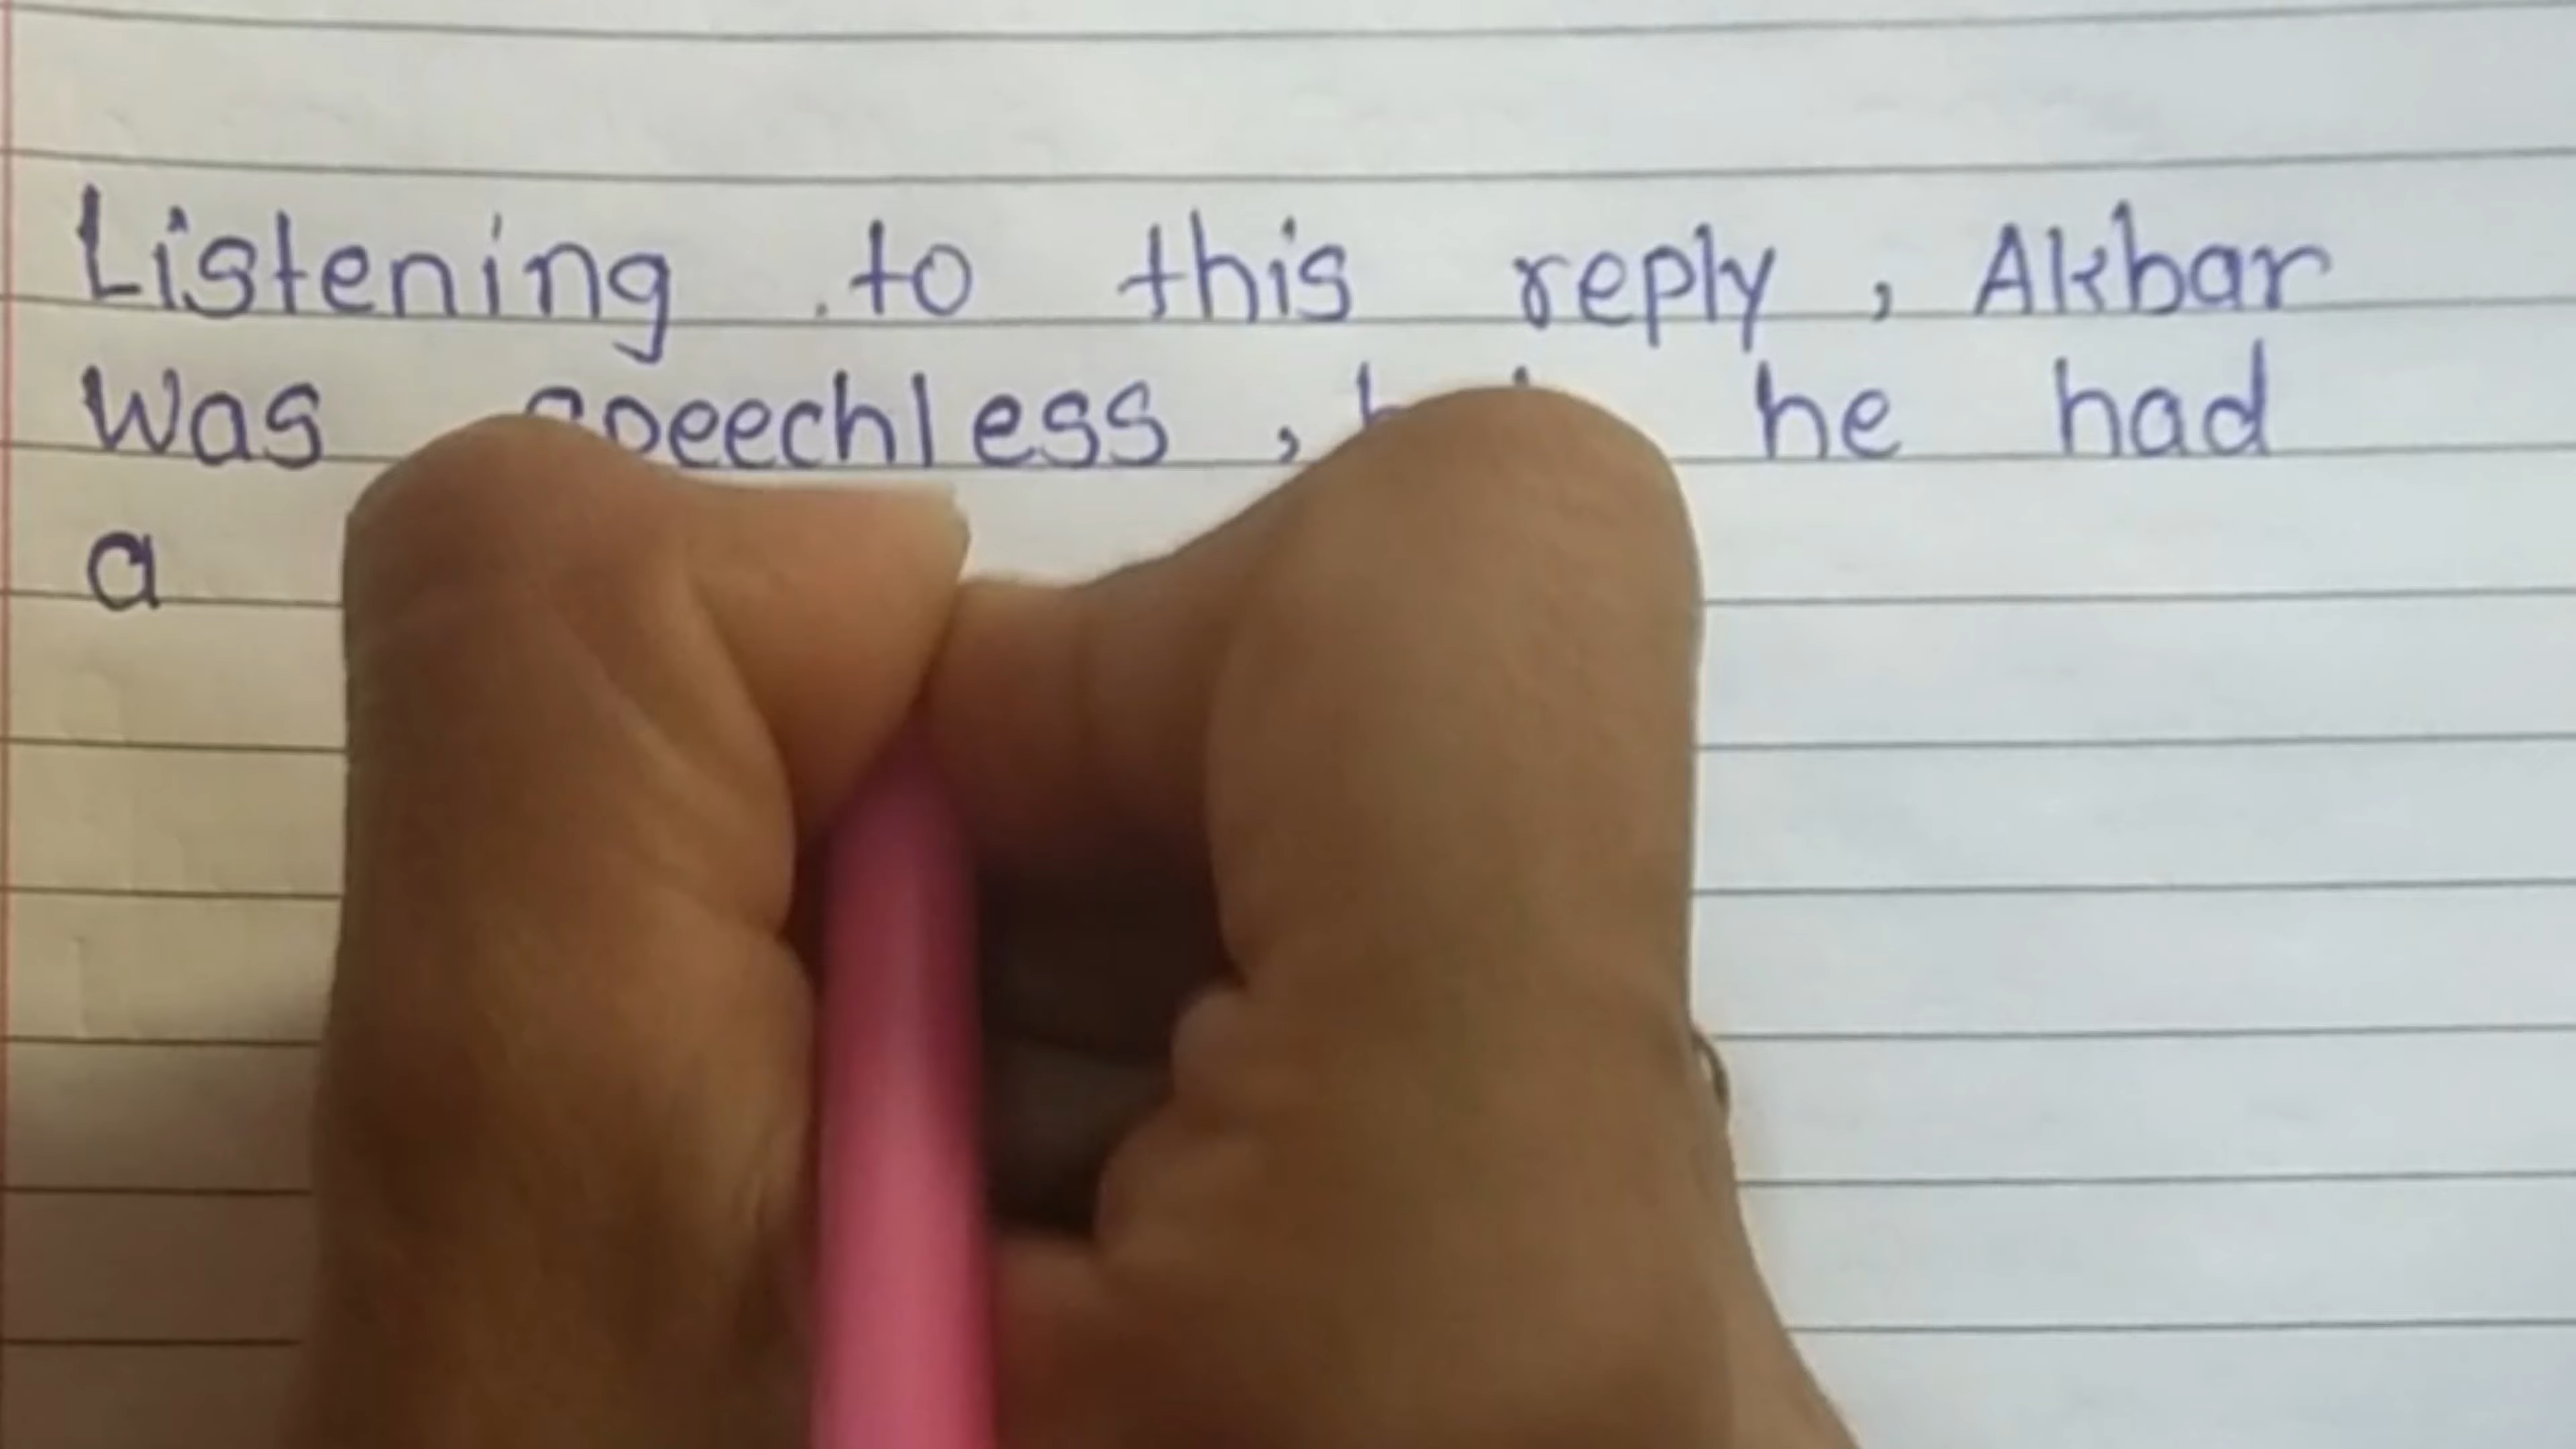 Listening to this reply, Akbar
was speechless, he had
a